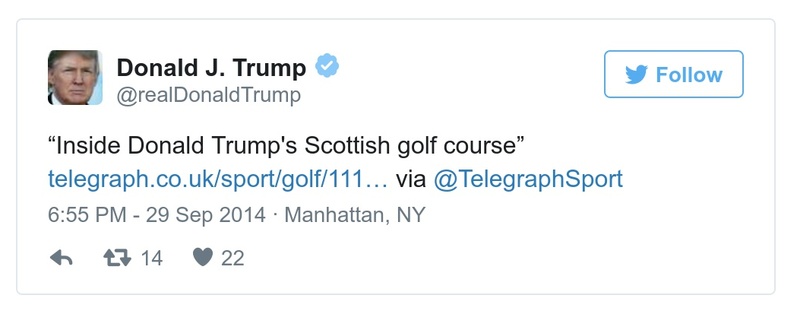 Donald J. Trump
@realDonaldTrump
Follow
“Inside Donald Trump's Scottish golf course”
telegraph.co.uk/sport/golf/111… via @TelegraphSport
6:55 PM - 29 Sep 2014 · Manhattan, NY
14 22